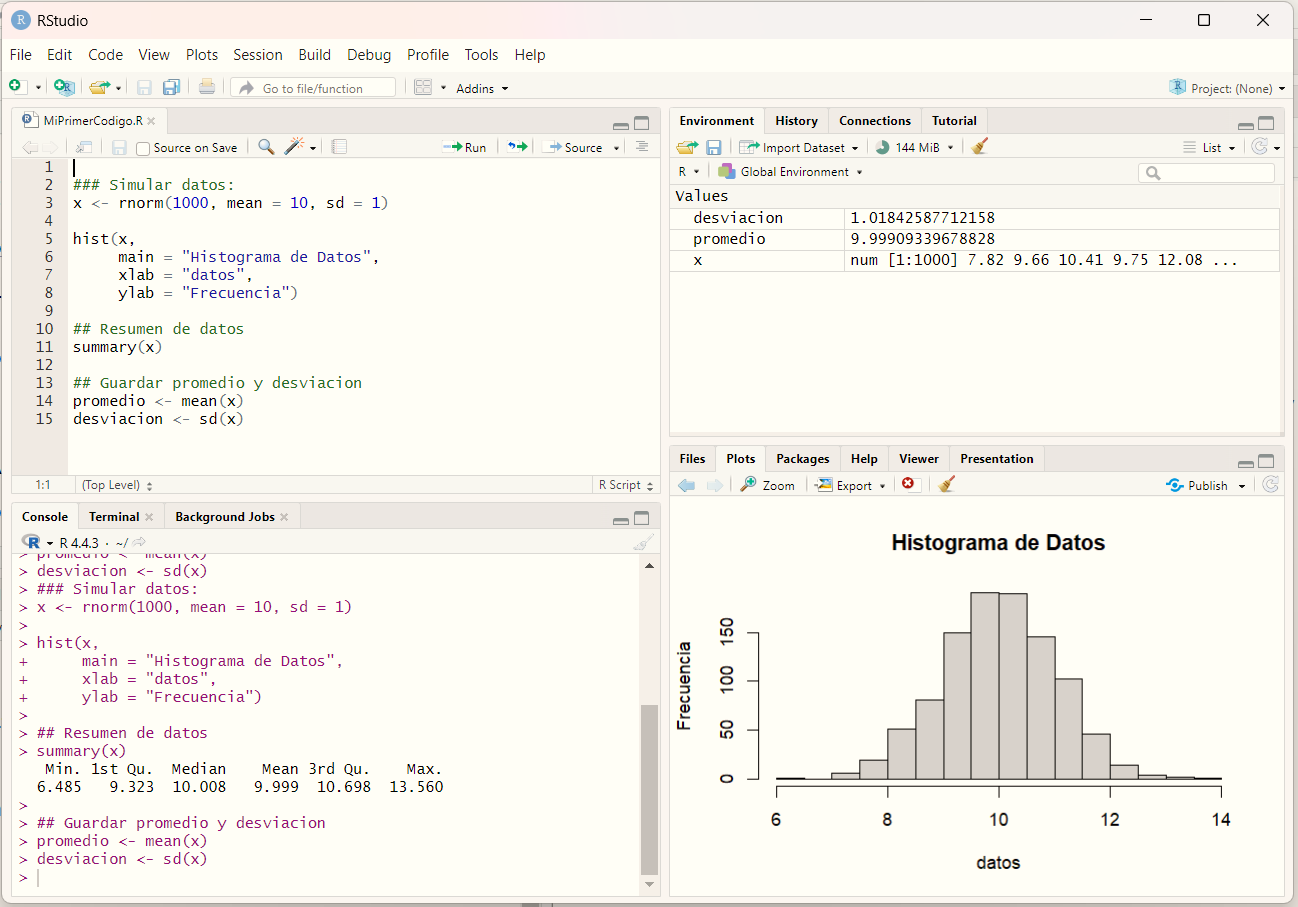 RStudio
File Edit Code View Plots Session Build Debug Profile Tools Help
Go to file/function Addins Project: (None)
MiPrimerCodigo.R
Source on Save Run Source
1
2 ### Simular datos:
3 x <- rnorm(1000, mean = 10, sd = 1)
4
5 hist(x,
6 main = "Histograma de Datos",
7 xlab = "datos",
8 ylab = "Frecuencia")
9
10 ## Resumen de datos
11 summary(x)
12
13 ## Guardar promedio y desviacion
14 promedio <- mean(x)
15 desviacion <- sd(x)
1:1 (Top Level) R Script
Console Terminal Background Jobs
R 4.4.3 · ~/
> promedio <- mean(x)
> desviacion <- sd(x)
> ### Simular datos:
> x <- rnorm(1000, mean = 10, sd = 1)
>
> hist(x,
+ main = "Histograma de Datos",
+ xlab = "datos",
+ ylab = "Frecuencia")
>
> ## Resumen de datos
> summary(x)
Min. 1st Qu. Median Mean 3rd Qu. Max.
6.485 9.323 10.008 9.999 10.698 13.560
>
> ## Guardar promedio y desviacion
> promedio <- mean(x)
> desviacion <- sd(x)
>
Environment History Connections Tutorial
Import Dataset 144 MiB List
R Global Environment
Values
desviacion 1.01842587712158
promedio 9.99909339678828
x num [1:1000] 7.82 9.66 10.41 9.75 12.08 ...
Files Plots Packages Help Viewer Presentation
Zoom Export Publish
Histograma de Datos
Frecuencia
150
100
50
0
6 8 10 12 14
datos